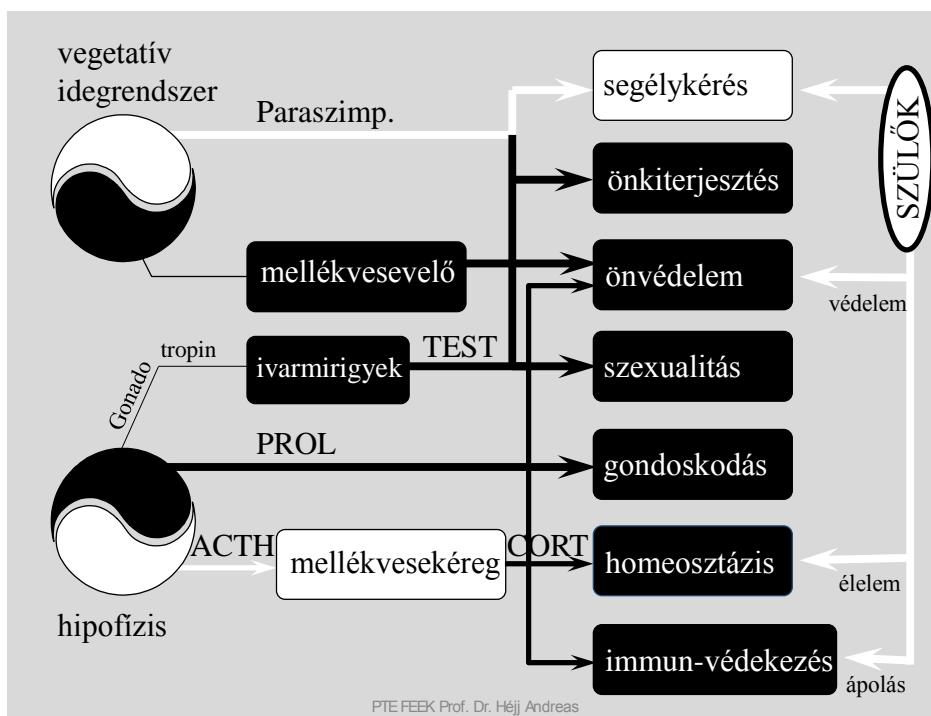 vegetatív
idegrendszer
Paraszimp.
segélykérés
SZÜLŐK
önkiterjesztés
mellékvesevelő
önvédelem
védelem
Gonado
tropin
ivarmirigyek
TEST
szexualitás
PROL
gondoskodás
ACTH
mellékvesekéreg
CORT
homeosztázis
élelem
hipofízis
immun-védekezés
ápolás
PTE FEEK Prof. Dr. Héjj Andreas